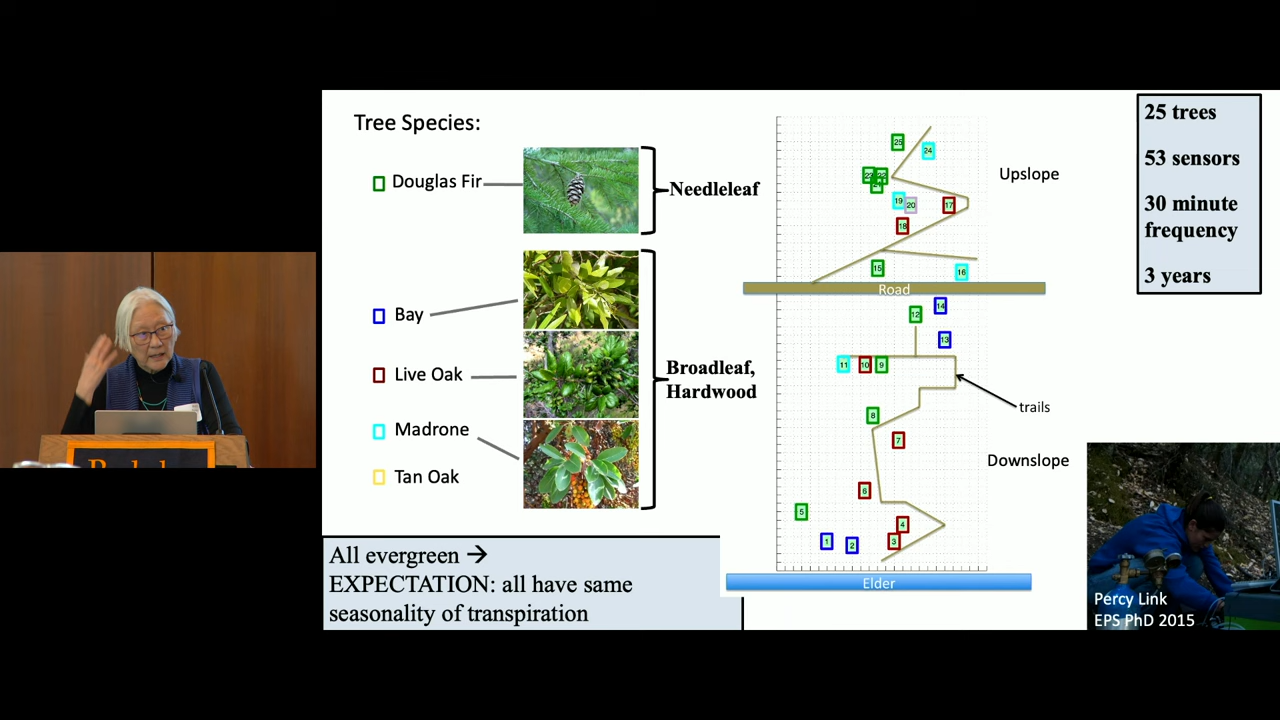 Tree Species:
Douglas Fir
Needleleaf
Bay
Live Oak
Broadleaf,
Hardwood
Madrone
Tan Oak
All evergreen →
EXPECTATION: all have same
seasonality of transpiration
25
24
19
20
17
18
15
16
Road
14
12
13
11
10
9
8
7
6
5
4
1
2
3
Elder
Upslope
trails
Downslope
25 trees
53 sensors
30 minute
frequency
3 years
Percy Link
EPS PhD 2015